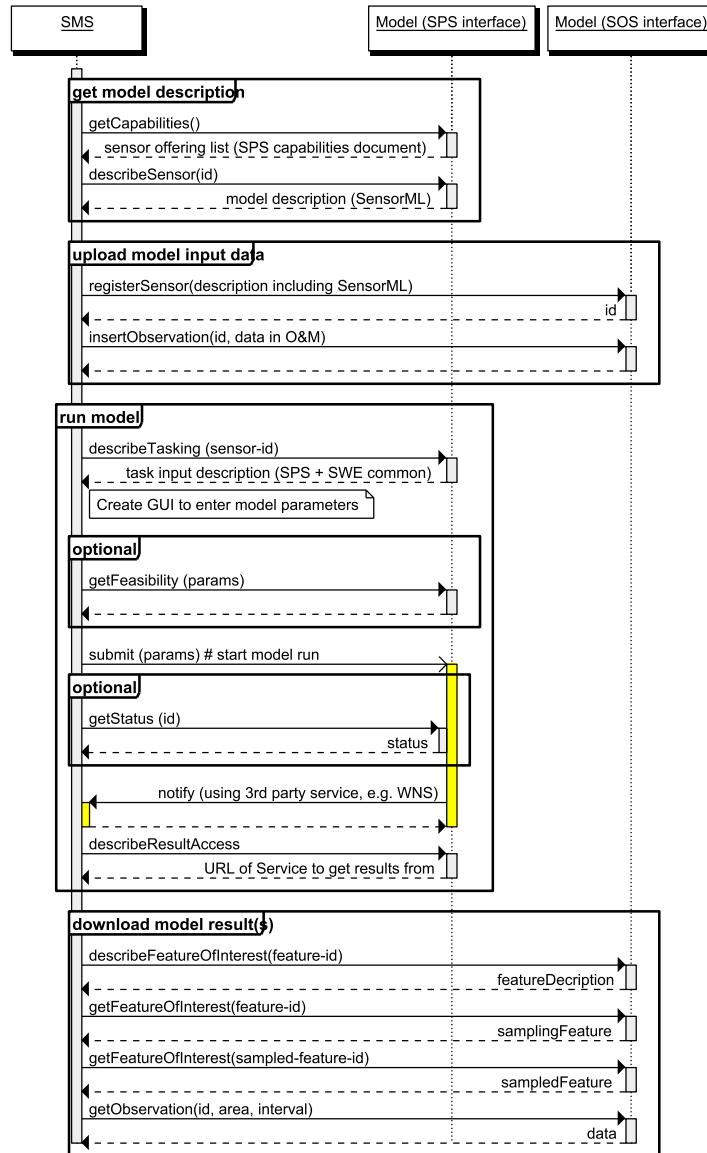 SMS
Model (SPS interface)
Model (SOS interface)
get model description
getCapabilities()
sensor offering list (SPS capabilities document)
describeSensor(id)
model description (SensorML)
upload model input data
registerSensor(description including SensorML)
id
insertObservation(id, data in O&M)
run model
describeTasking (sensor-id)
task input description (SPS + SWE common)
Create GUI to enter model parameters
optional
getFeasibility (params)
submit (params) # start model run
optional
getStatus (id)
status
notify (using 3rd party service, e.g. WNS)
describeResultAccess
URL of Service to get results from
download model result(s)
describeFeatureOfInterest(feature-id)
featureDecription
getFeatureOfInterest(feature-id)
samplingFeature
getFeatureOfInterest(sampled-feature-id)
sampledFeature
getObservation(id, area, interval)
data